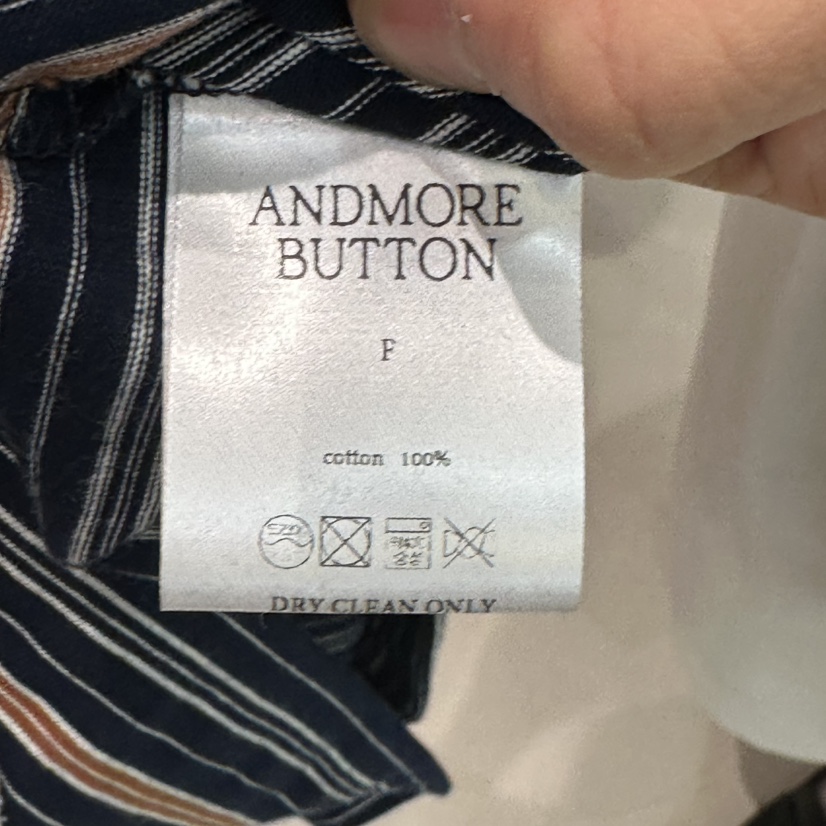 ANDMORE
BUTTON
F
cotton 100%
DRY CLEAN ONLY